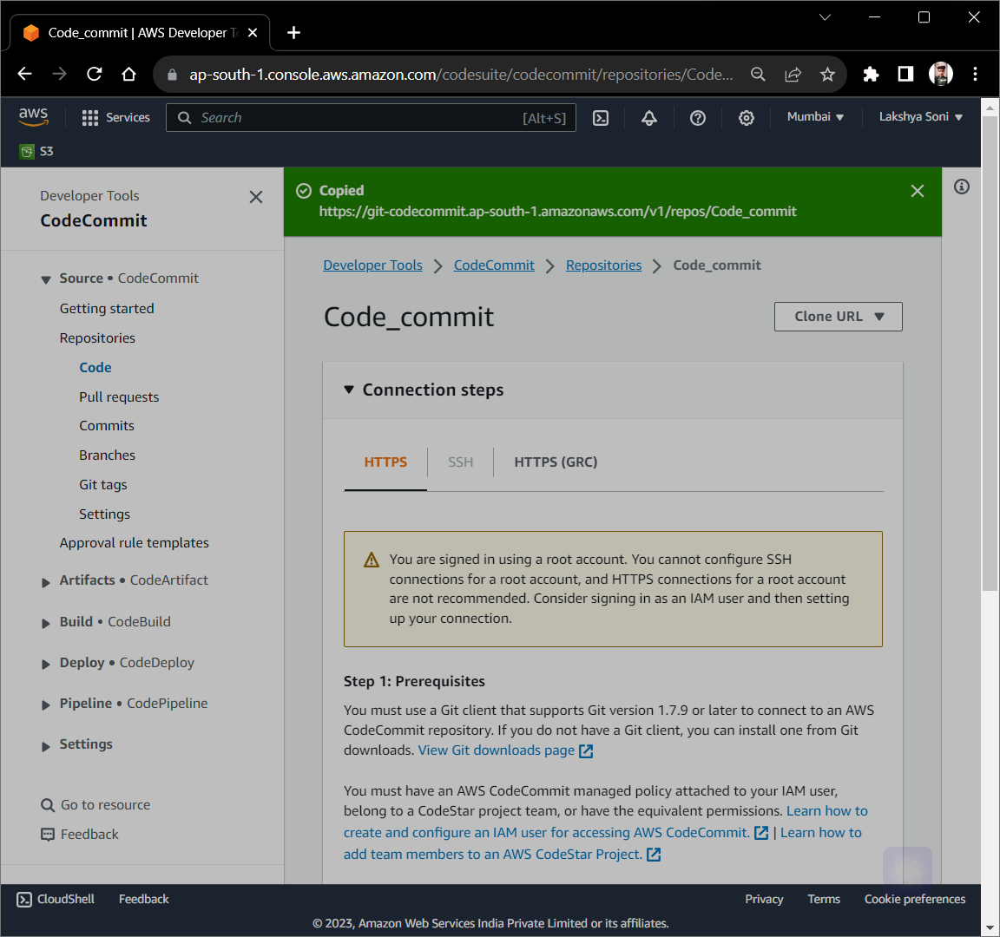 Code_commit | AWS Developer T
ap-south-1.console.aws.amazon.com/codesuite/codecommit/repositories/Code...
aws
Services
Search
[Alt+S]
Mumbai
Lakshya Soni
S3
Developer Tools
CodeCommit
Source • CodeCommit
Getting started
Repositories
Code
Pull requests
Commits
Branches
Git tags
Settings
Approval rule templates
Artifacts • CodeArtifact
Build • CodeBuild
Deploy • CodeDeploy
Pipeline • CodePipeline
Settings
Go to resource
Feedback
Copied
https://git-codecommit.ap-south-1.amazonaws.com/v1/repos/Code_commit
Developer Tools > CodeCommit > Repositories > Code_commit
Code_commit
Clone URL
Connection steps
HTTPS
SSH
HTTPS (GRC)
You are signed in using a root account. You cannot configure SSH
connections for a root account, and HTTPS connections for a root account
are not recommended. Consider signing in as an IAM user and then setting
up your connection.
Step 1: Prerequisites
You must use a Git client that supports Git version 1.7.9 or later to connect to an AWS
CodeCommit repository. If you do not have a Git client, you can install one from Git
downloads. View Git downloads page
You must have an AWS CodeCommit managed policy attached to your IAM user,
belong to a CodeStar project team, or have the equivalent permissions. Learn how to
create and configure an IAM user for accessing AWS CodeCommit. | Learn how to
add team members to an AWS CodeStar Project.
CloudShell
Feedback
Privacy
Terms
Cookie preferences
© 2023, Amazon Web Services India Private Limited or its affiliates.